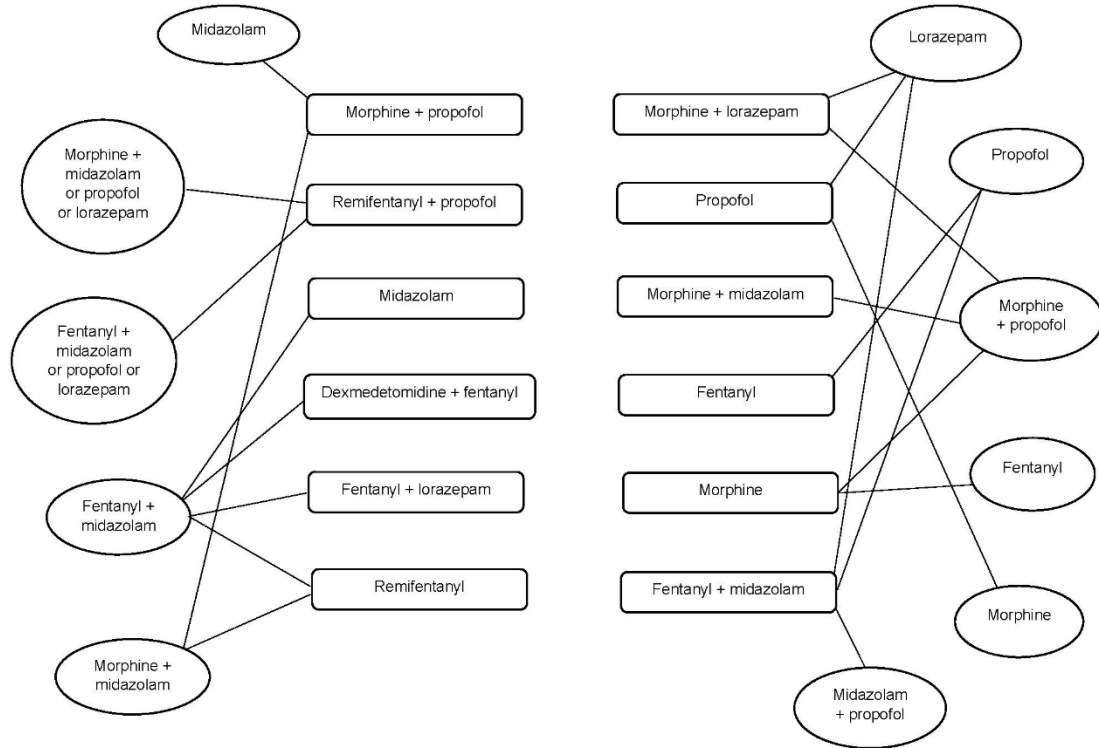 Midazolam
Morphine + propofol
Morphine +
midazolam
or propofol
or lorazepam
Remifentanyl + propofol
Midazolam
Fentanyl +
midazolam
or propofol or
lorazepam
Dexmedetomidine + fentanyl
Fentanyl + lorazepam
Fentanyl +
midazolam
Remifentanyl
Morphine +
midazolam
Lorazepam
Morphine + lorazepam
Propofol
Propofol
Morphine + midazolam
Morphine
+ propofol
Fentanyl
Fentanyl
Morphine
Fentanyl + midazolam
Morphine
Midazolam
+ propofol